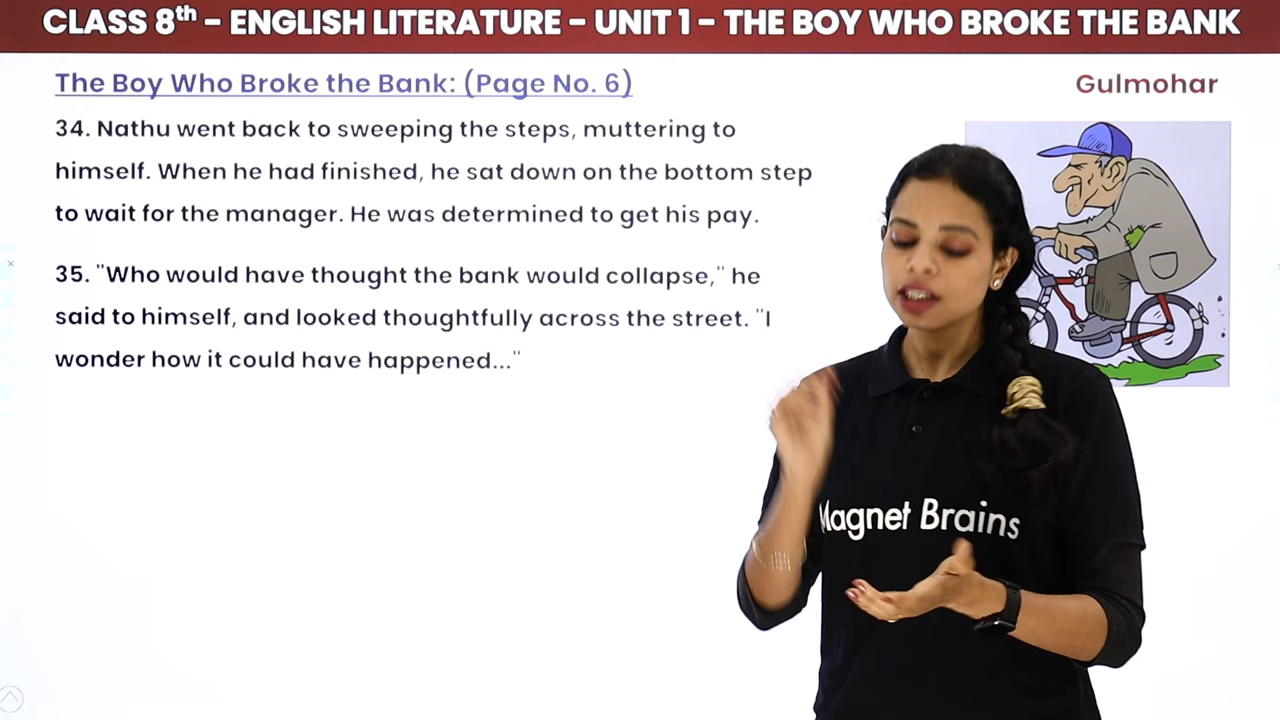 CLASS 8th - ENGLISH LITERATURE - UNIT 1 - THE BOY WHO BROKE THE BANK
The Boy Who Broke the Bank: (Page No. 6)
Gulmohar
34. Nathu went back to sweeping the steps, muttering to
himself. When he had finished, he sat down on the bottom step
to wait for the manager. He was determined to get his pay.
35. "Who would have thought the bank would collapse," he
said to himself, and looked thoughtfully across the street. "I
wonder how it could have happened..."
Magnet Brains